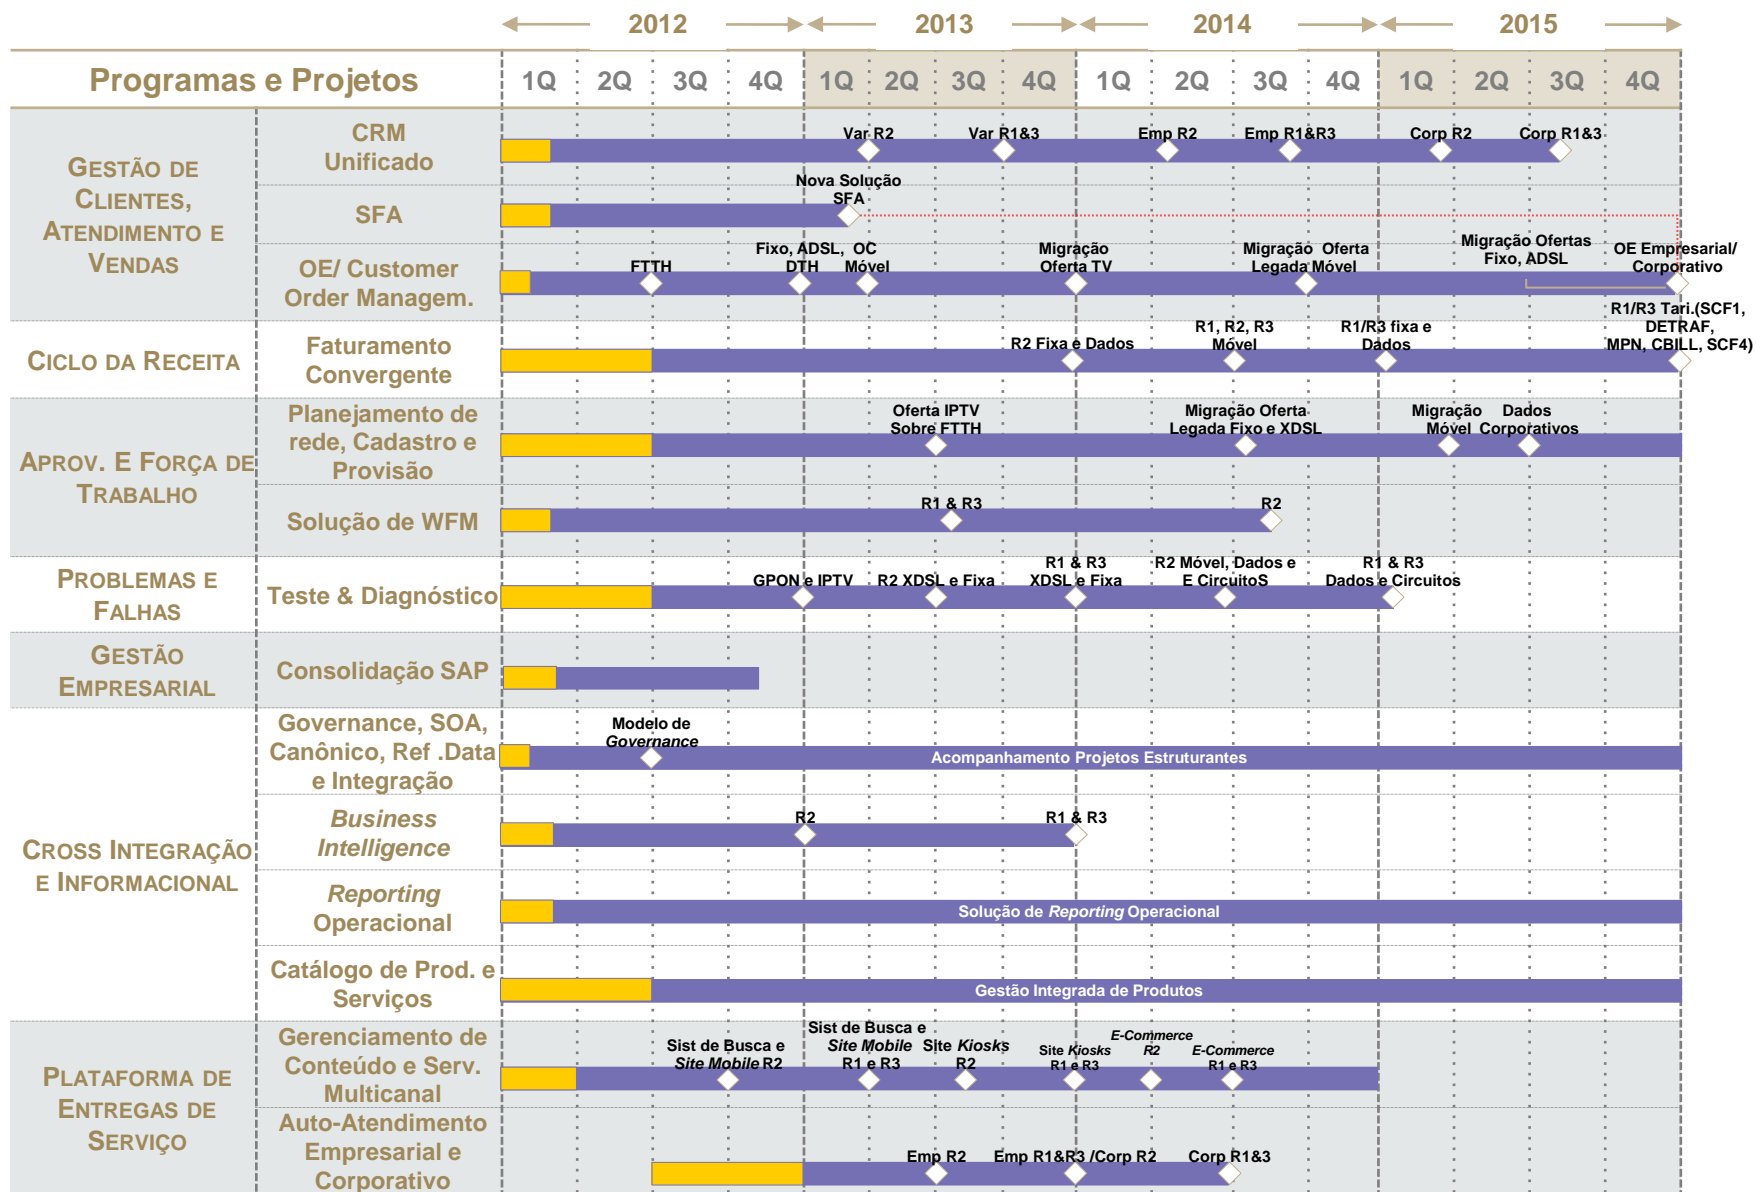 2012 2013 2014 2015
Programas e Projetos
1Q 2Q 3Q 4Q 1Q 2Q 3Q 4Q 1Q 2Q 3Q 4Q 1Q 2Q 3Q 4Q
GESTÃO DE
CLIENTES,
ATENDIMENTO E
VENDAS
CRM
Unificado
Var R2 Var R1&3 Emp R2 Emp R1&R3 Corp R2 Corp R1&3
SFA
Nova Solução
SFA
OE/ Customer
Order Managem.
FTTH
Fixo, ADSL,
DTH
OC
Móvel
Migração
Oferta TV
Migração Oferta
Legada Móvel
Migração Ofertas
Fixo, ADSL
OE Empresarial/
Corporativo
CICLO DA RECEITA
Faturamento
Convergente
R2 Fixa e Dados
R1, R2, R3
Móvel
R1/R3 fixa e
Dados
R1/R3 Tari.(SCF1,
DETRAF,
MPN, CBILL, SCF4)
APROV. E FORÇA DE
TRABALHO
Planejamento de
rede, Cadastro e
Provisão
Oferta IPTV
Sobre FTTH
Migração Oferta
Legada Fixo e XDSL
Migração
Móvel
Dados
Corporativos
Solução de WFM
R1 & R3 R2
PROBLEMAS E
FALHAS
Teste & Diagnóstico
GPON e IPTV R2 XDSL e Fixa
R1 & R3
XDSL e Fixa
R2 Móvel, Dados e
E CircuitoS
R1 & R3
Dados e Circuitos
GESTÃO
EMPRESARIAL
Consolidação SAP
CROSS INTEGRAÇÃO
E INFORMACIONAL
Governance, SOA,
Canônico, Ref .Data
e Integração
Modelo de
Governance
Acompanhamento Projetos Estruturantes
Business
Intelligence
R2 R1 & R3
Reporting
Operacional
Solução de Reporting Operacional
Catálogo de Prod. e
Serviços
Gestão Integrada de Produtos
PLATAFORMA DE
ENTREGAS DE
SERVIÇO
Gerenciamento de
Conteúdo e Serv.
Multicanal
Sist de Busca e
Site Mobile R2
Sist de Busca e
Site Mobile
R1 e R3
Site Kiosks
R2
Site Kiosks
R1 e R3
E-Commerce
R2
E-Commerce
R1 e R3
Auto-Atendimento
Empresarial e
Corporativo
Emp R2 Emp R1&R3 /Corp R2 Corp R1&3